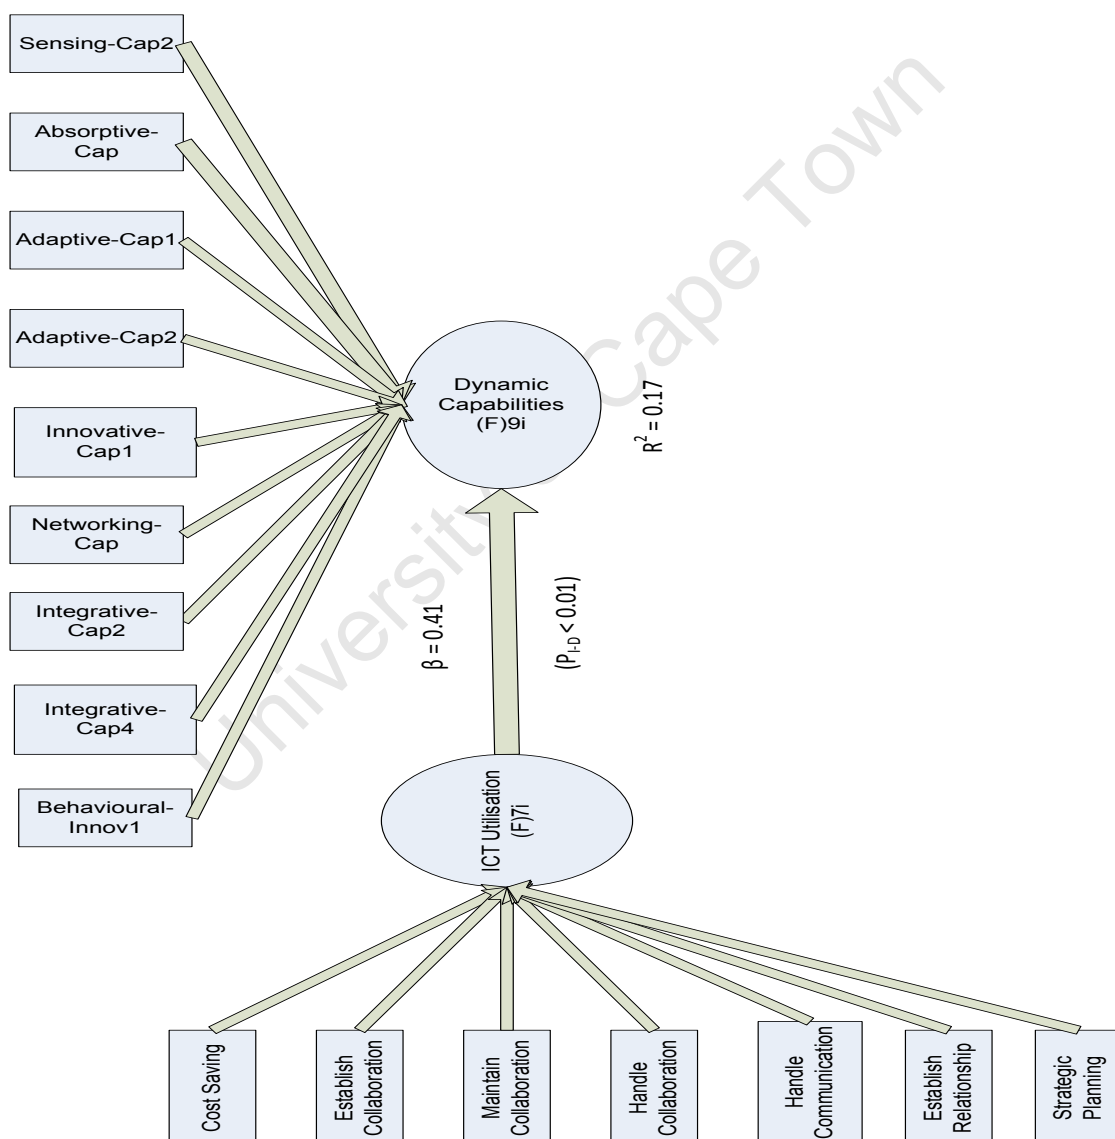 Sensing-Cap2
Absorptive-
Cap
Adaptive-Cap1
Adaptive-Cap2
Innovative-
Cap1
Networking-
Cap
Integrative-
Cap2
Integrative-
Cap4
Behavioural-
Innov1
Dynamic
Capabilities
(F)9i
R² = 0.17
β = 0.41
(P_I-D < 0.01)
ICT Utilisation
(F)7i
Cost Saving
Establish
Collaboration
Maintain
Collaboration
Handle
Collaboration
Handle
Communication
Establish
Relationship
Strategic
Planning
University of Cape Town